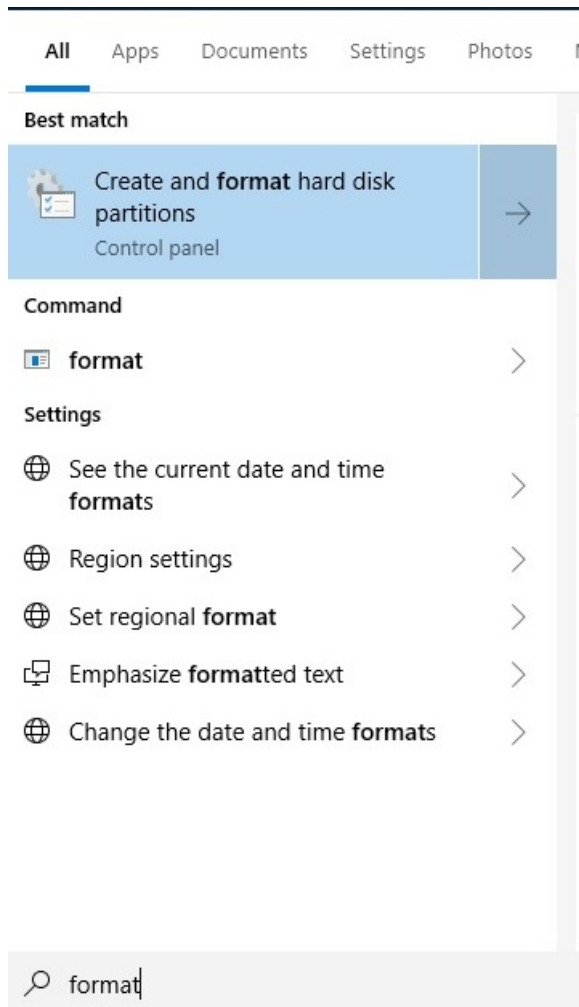 All Apps Documents Settings Photos
Best match
Create and format hard disk
partitions
Control panel
Command
format
Settings
See the current date and time
formats
Region settings
Set regional format
Emphasize formatted text
Change the date and time formats
format